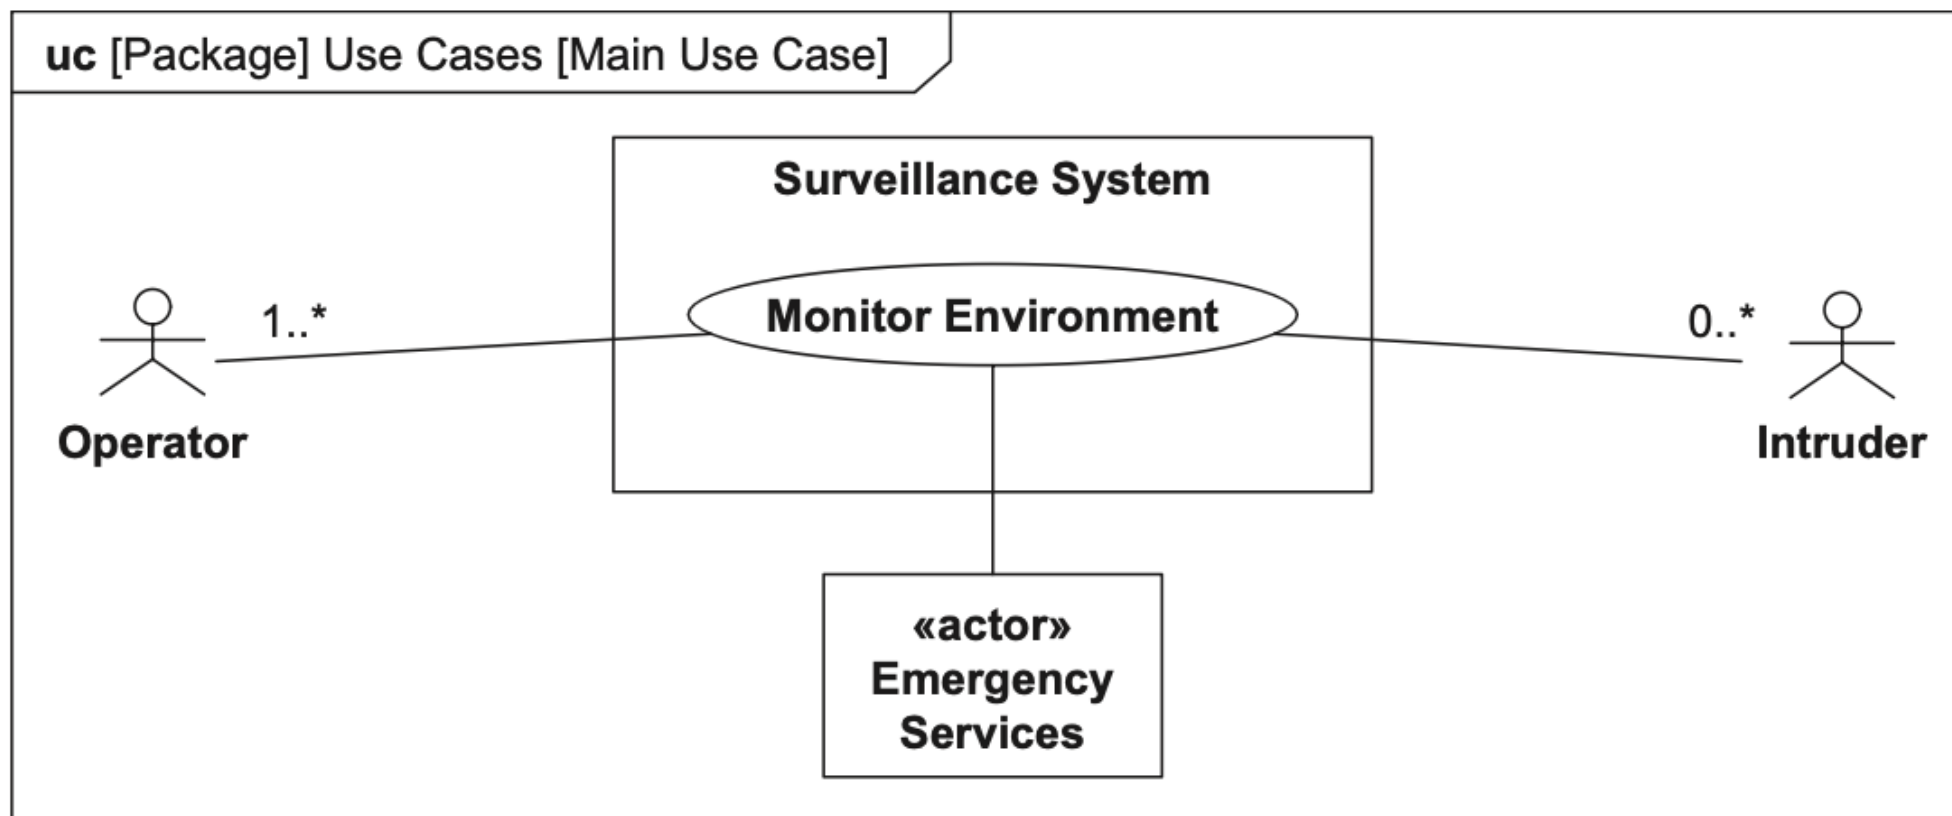 uc [Package] Use Cases [Main Use Case]
Surveillance System
Monitor Environment
1..*
0..*
Operator
Intruder
«actor»
Emergency
Services